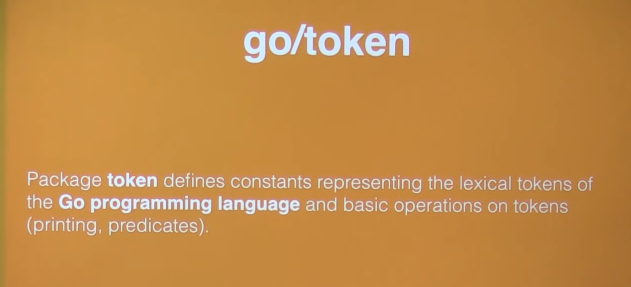 go/token
Package token defines constants representing the lexical tokens of
the Go programming language and basic operations on tokens
(printing, predicates).